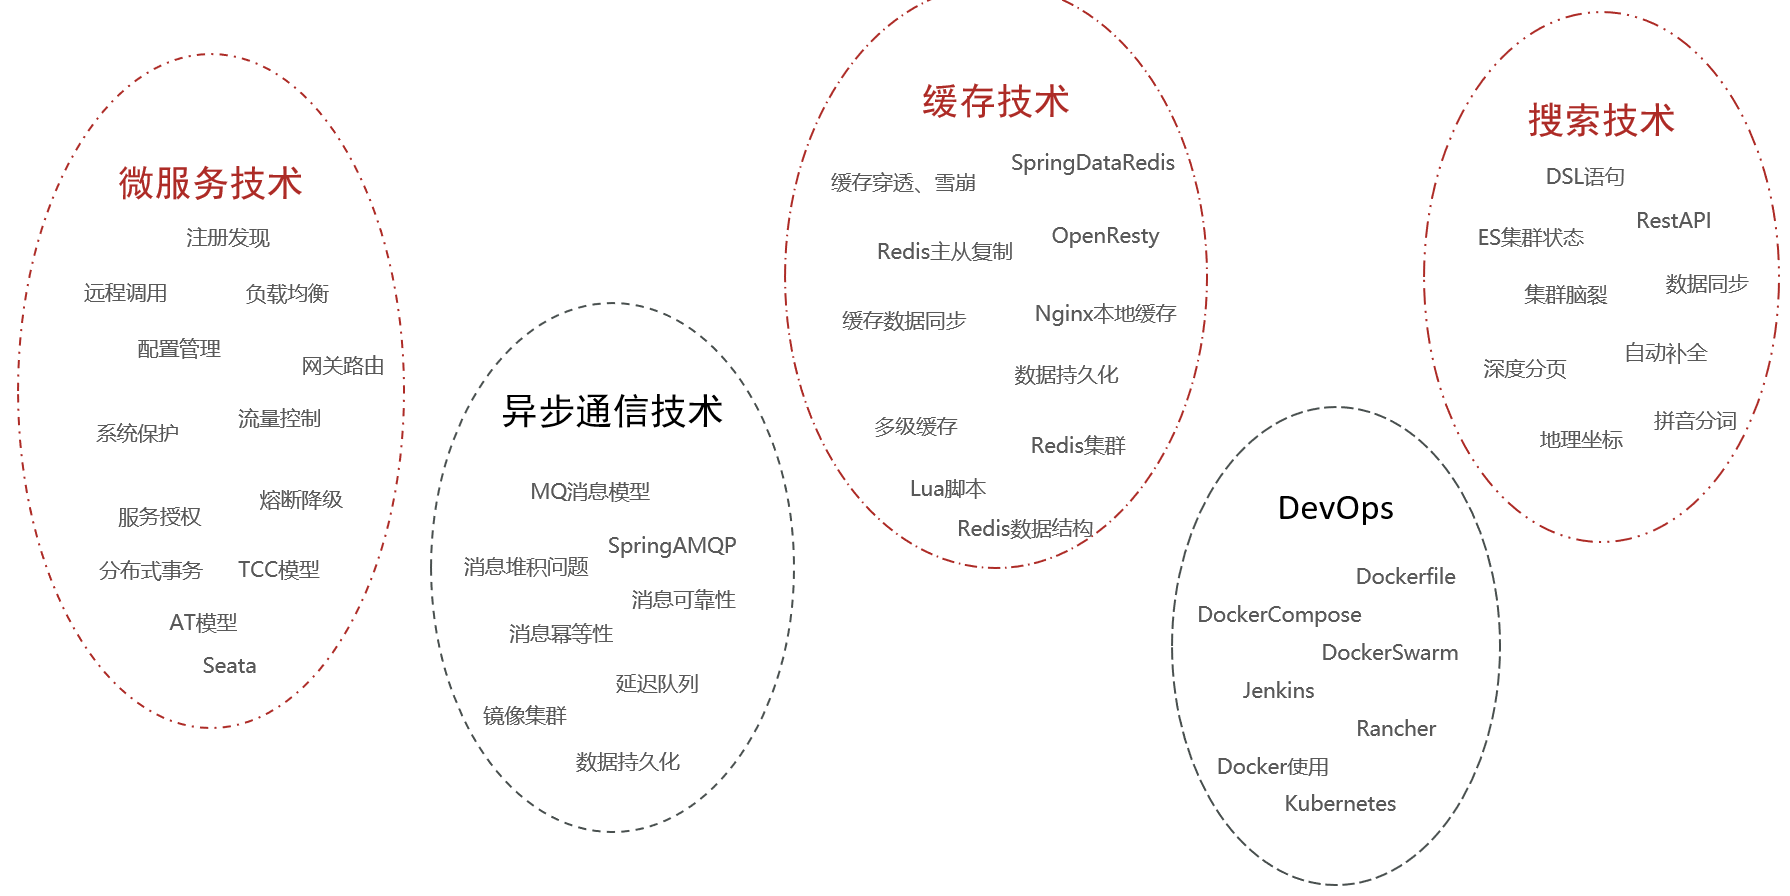 微服务技术
注册发现
远程调用
负载均衡
配置管理
网关路由
系统保护
流量控制
服务授权
熔断降级
分布式事务
TCC模型
AT模型
Seata
异步通信技术
MQ消息模型
SpringAMQP
消息堆积问题
消息可靠性
消息幂等性
延迟队列
镜像集群
数据持久化
缓存技术
SpringDataRedis
缓存穿透、雪崩
OpenResty
Redis主从复制
Nginx本地缓存
缓存数据同步
数据持久化
多级缓存
Redis集群
Lua脚本
Redis数据结构
DevOps
Dockerfile
DockerCompose
DockerSwarm
Jenkins
Rancher
Docker使用
Kubernetes
搜索技术
DSL语句
RestAPI
ES集群状态
数据同步
集群脑裂
自动补全
深度分页
拼音分词
地理坐标